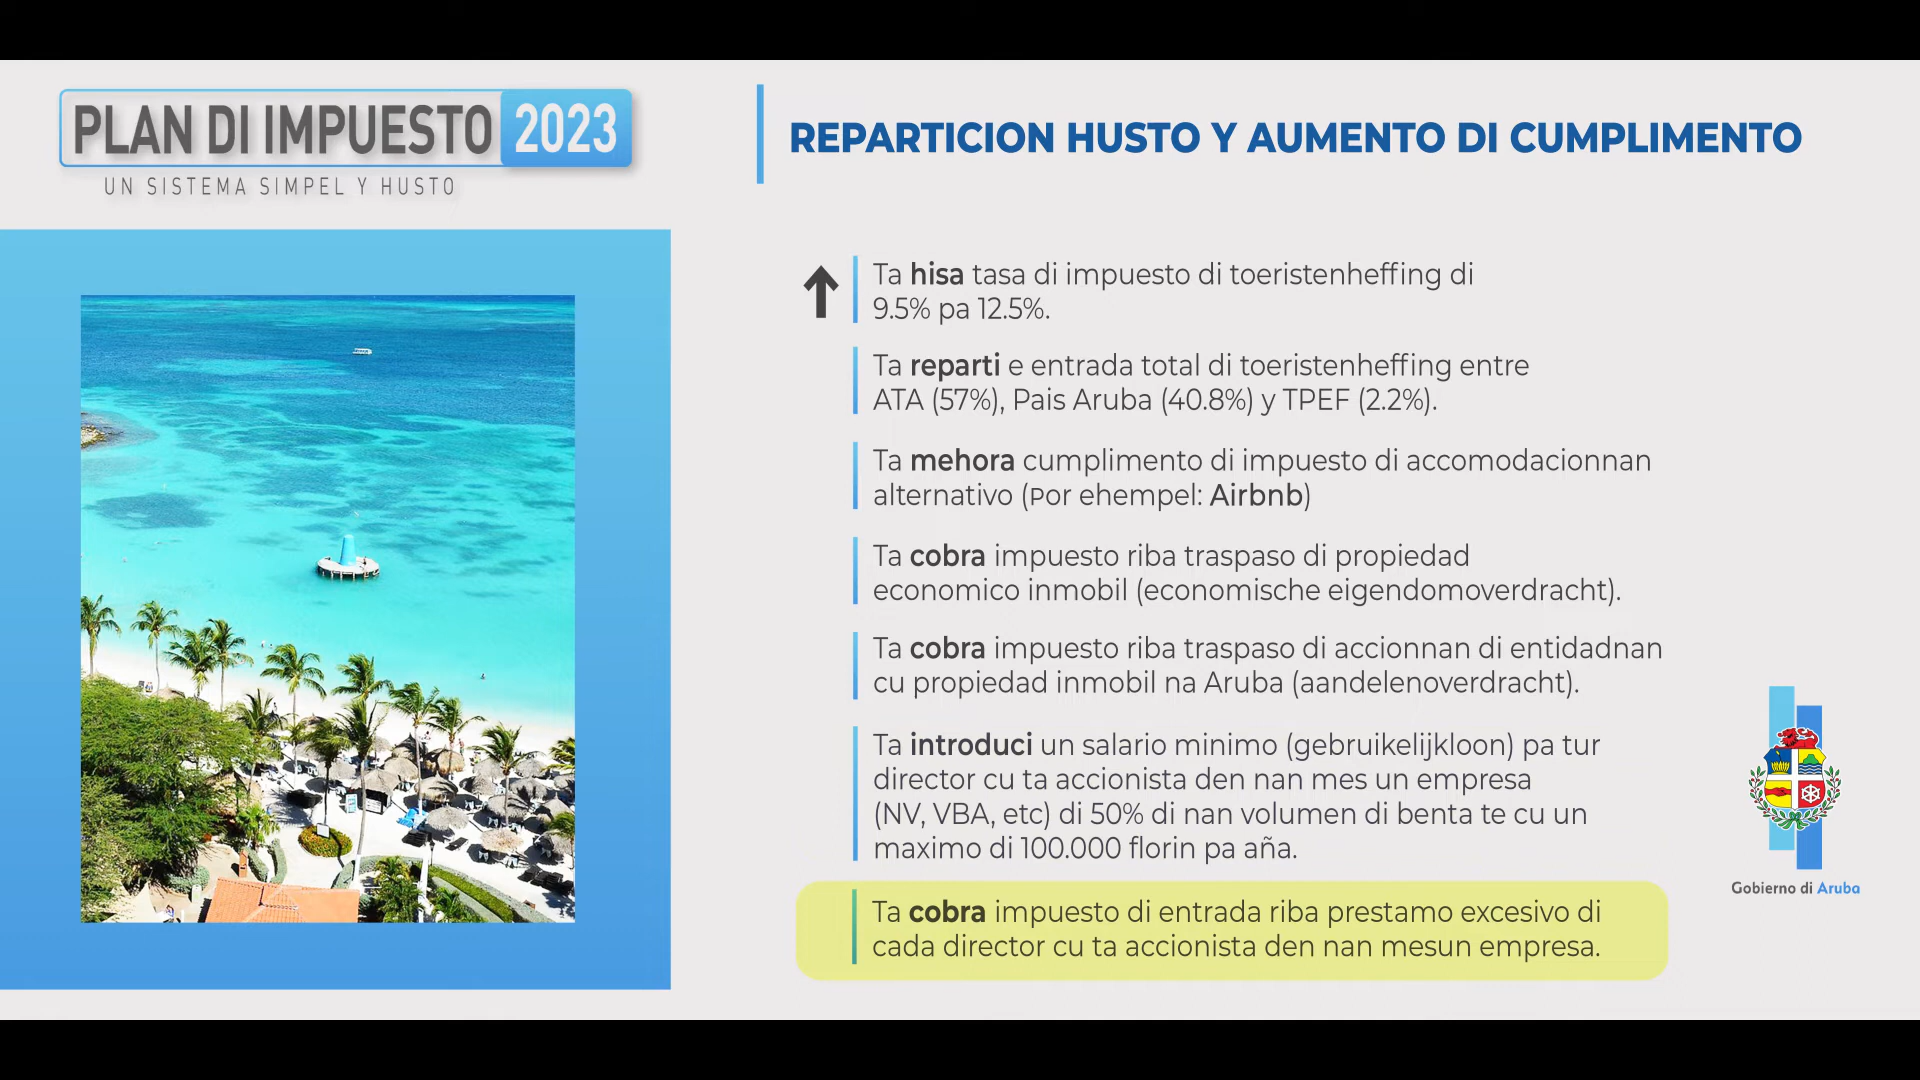 PLAN DI IMPUESTO 2023
UN SISTEMA SIMPEL Y HUSTO
REPARTICION HUSTO Y AUMENTO DI CUMPLIMENTO
Ta hisa tasa di impuesto di toeristenheffing di
9.5% pa 12.5%.
Ta reparti e entrada total di toeristenheffing entre
ATA (57%), Pais Aruba (40.8%) y TPEF (2.2%).
Ta mehora cumplimento di impuesto di accomodacionnan
alternativo (Por ehempel: Airbnb)
Ta cobra impuesto riba traspaso di propiedad
economico inmobil (economische eigendomoverdracht).
Ta cobra impuesto riba traspaso di accionnan di entidadnan
cu propiedad inmobil na Aruba (aandelenoverdracht).
Ta introduci un salario minimo (gebruikelijkloon) pa tur
director cu ta accionista den nan mes un empresa
(NV, VBA, etc) di 50% di nan volumen di benta te cu un
maximo di 100.000 florin pa aña.
Ta cobra impuesto di entrada riba prestamo excesivo di
cada director cu ta accionista den nan mesun empresa.
Gobierno di Aruba